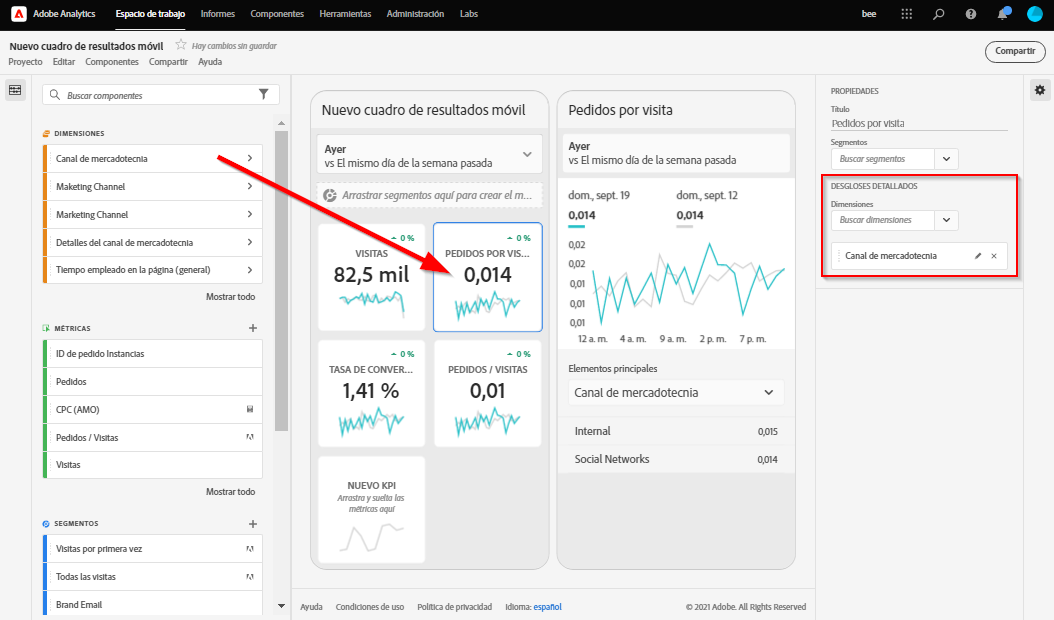 Adobe Analytics
Espacio de trabajo
Informes
Componentes
Herramientas
Administración
Labs
bee
Nuevo cuadro de resultados móvil
Hay cambios sin guardar
Proyecto
Editar
Componentes
Compartir
Ayuda
Compartir
Buscar componentes
DIMENSIONES
Canal de mercadotecnia
Maketing Channel
Marketing Channel
Detalles del canal de mercadotecnia
Tiempo empleado en la página (general)
Mostrar todo
MÉTRICAS
ID de pedido Instancias
Pedidos
CPC (AMO)
Pedidos / Visitas
Visitas
Mostrar todo
SEGMENTOS
Visitas por primera vez
Todas las visitas
Brand Email
Nuevo cuadro de resultados móvil
Ayer
vs El mismo día de la semana pasada
Arrastrar segmentos aquí para crear el m...
0 %
VISITAS
82,5 mil
0 %
PEDIDOS POR VIS...
0,014
0 %
TASA DE CONVER...
1,41 %
0 %
PEDIDOS / VISITAS
0,01
NUEVO KPI
Arrastra y suelta las
métricas aquí
Pedidos por visita
Ayer
vs El mismo día de la semana pasada
dom., sept. 19
0,014
dom., sept. 12
0,014
0,02
0,02
0,01
0,01
0,01
12 a. m.
4 a. m.
9 a. m.
2 p. m.
7 p. m.
Elementos principales
Canal de mercadotecnia
Internal 0,015
Social Networks 0,014
PROPIEDADES
Título
Pedidos por visita
Segmentos
Buscar segmentos
DESGLOSES DETALLADOS
Dimensiones
Buscar dimensiones
Canal de mercadotecnia
Ayuda
Condiciones de uso
Política de privacidad
Idioma: español
© 2021 Adobe. All Rights Reserved